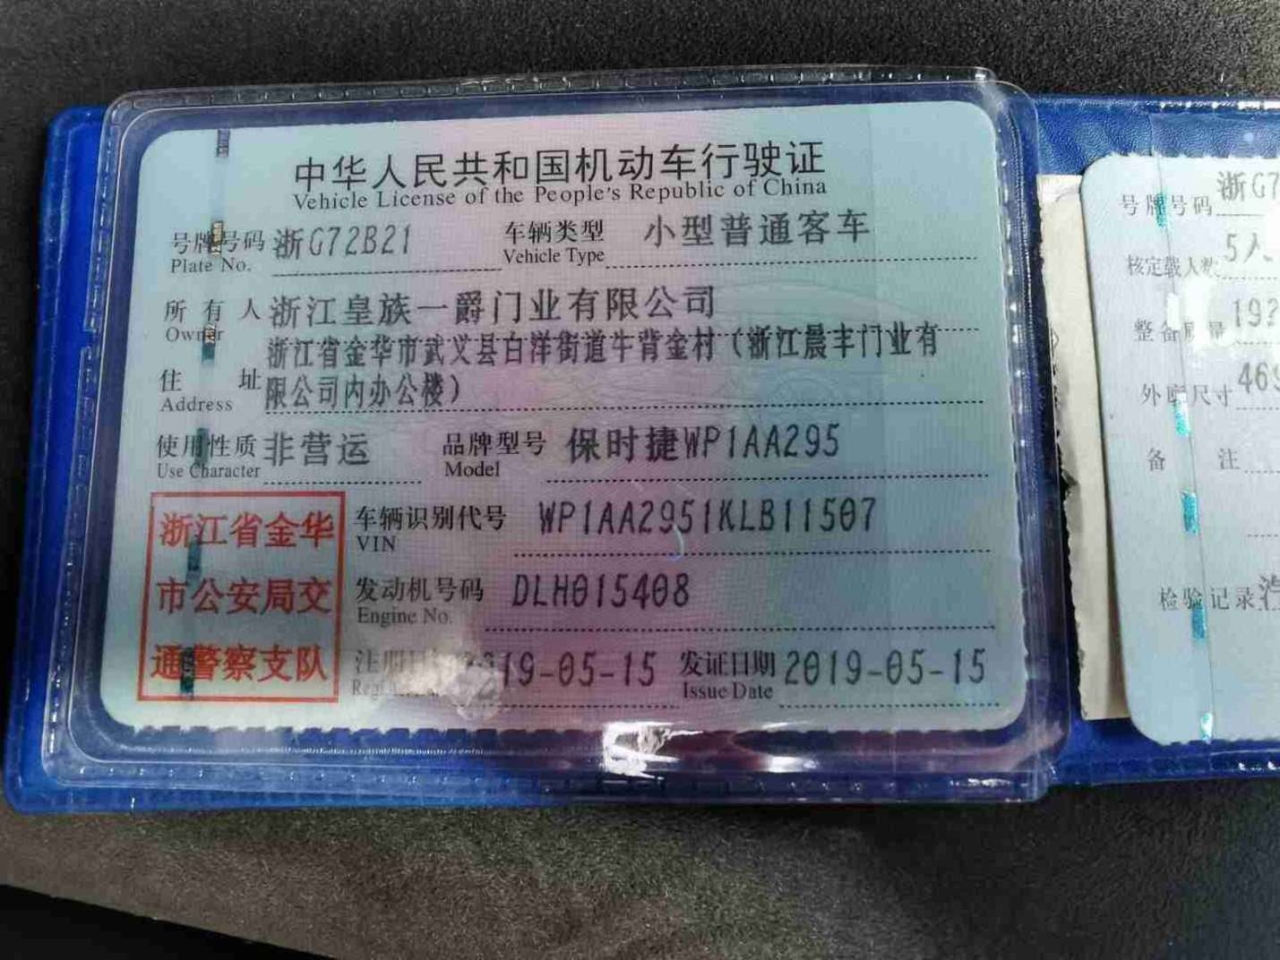 中华人民共和国机动车行驶证
Vehicle License of the People's Republic of China
号牌号码 浙G72B21 车辆类型 小型普通客车
Plate No. Vehicle Type
所有人 浙江皇族一爵门业有限公司
Owner
浙江省金华市武义县白洋街道牛背金村（浙江晨丰门业有
住址 限公司内办公楼）
Address
使用性质 非营运 品牌型号 保时捷WP1AA295
Use Character Model
浙江省金华
市公安局交
通警察支队
车辆识别代号 WP1AA2951KLB11507
VIN
发动机号码 DLH015408
Engine No.
注册日 19-05-15 发证日期 2019-05-15
Issue Date
号牌号码 浙G7
核定载人数 5人
整备质量 19
外廓尺寸 46
备注
检验记录